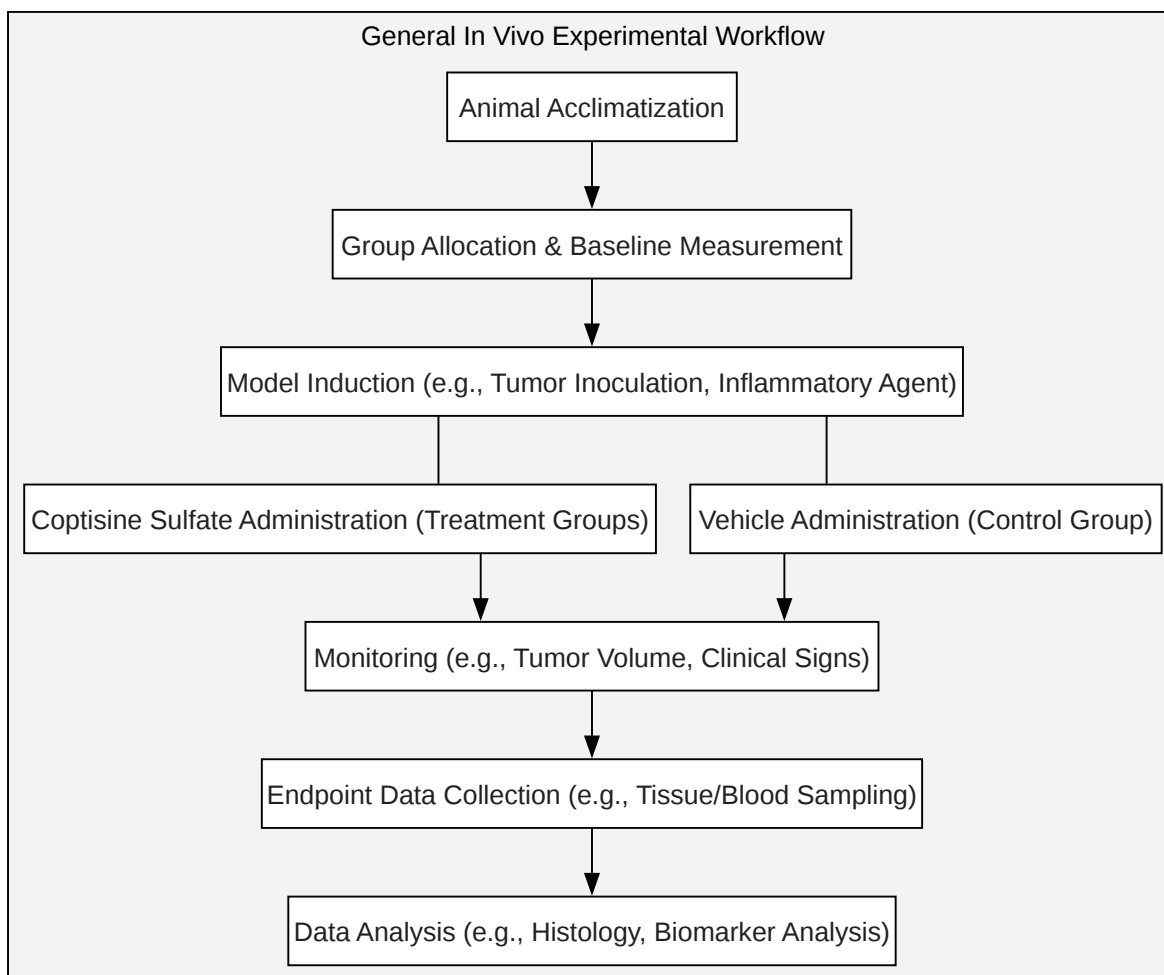 General In Vivo Experimental Workflow
Animal Acclimatization
Group Allocation & Baseline Measurement
Model Induction (e.g., Tumor Inoculation, Inflammatory Agent)
Coptisine Sulfate Administration (Treatment Groups)
Vehicle Administration (Control Group)
Monitoring (e.g., Tumor Volume, Clinical Signs)
Endpoint Data Collection (e.g., Tissue/Blood Sampling)
Data Analysis (e.g., Histology, Biomarker Analysis)